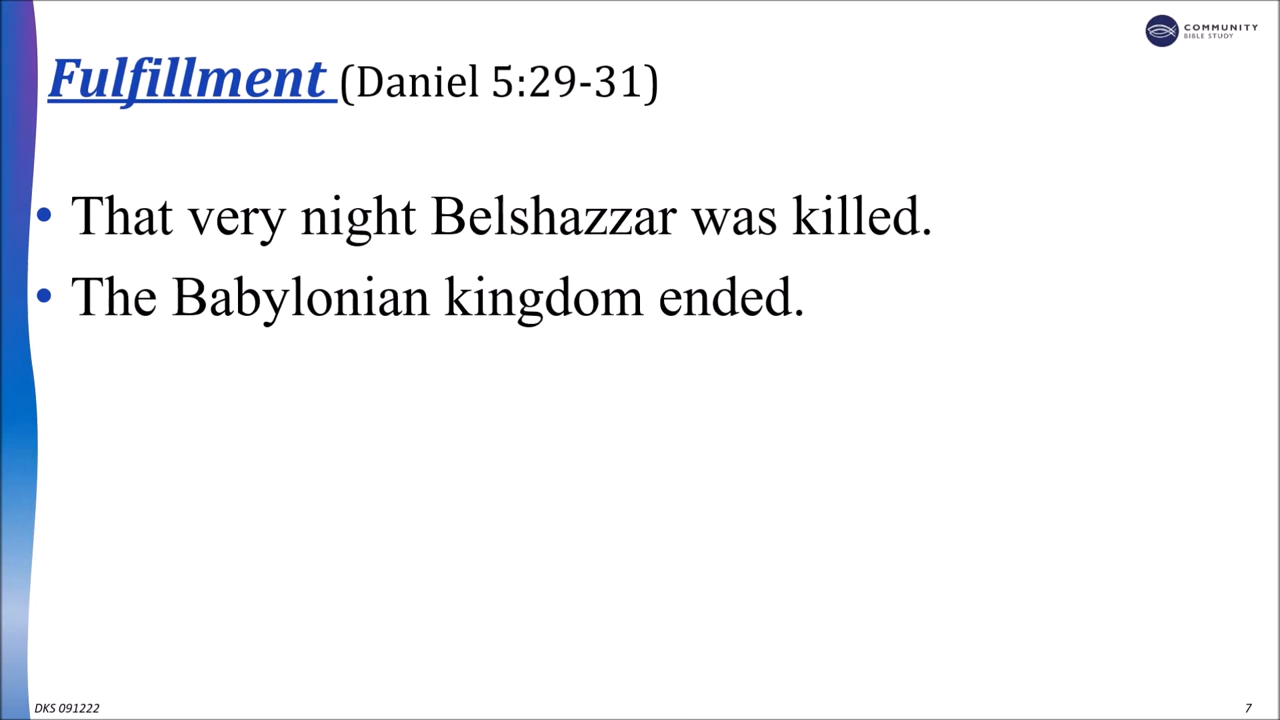 COMMUNITY
BIBLE STUDY
Fulfillment (Daniel 5:29-31)
• That very night Belshazzar was killed.
• The Babylonian kingdom ended.
DKS 091222
7